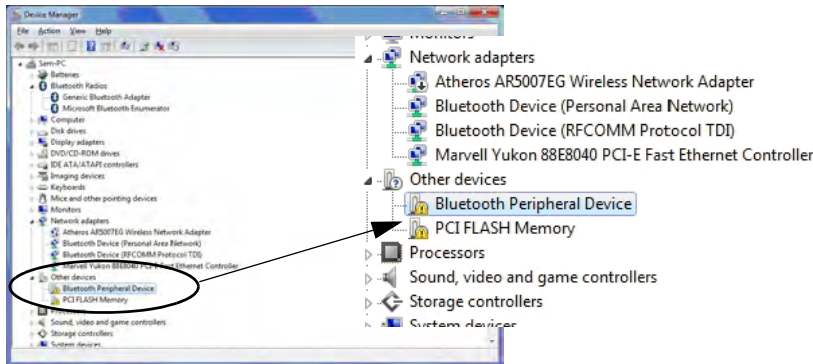 Device Manager
File Action View Help
Sam-PC
Batteries
Bluetooth Radios
Generic Bluetooth Adapter
Microsoft Bluetooth Enumerator
Computer
Disk drives
Display adapters
DVD/CD-ROM drives
IDE ATA/ATAPI controllers
Imaging devices
Keyboards
Mice and other pointing devices
Monitors
Network adapters
Atheros AR5007EG Wireless Network Adapter
Bluetooth Device (Personal Area Network)
Bluetooth Device (RFCOMM Protocol TDI)
Marvell Yukon 88E8040 PCI-E Fast Ethernet Controller
Other devices
Bluetooth Peripheral Device
PCI FLASH Memory
Processors
Sound, video and game controllers
Storage controllers
System devices
Monitors
Network adapters
Atheros AR5007EG Wireless Network Adapter
Bluetooth Device (Personal Area Network)
Bluetooth Device (RFCOMM Protocol TDI)
Marvell Yukon 88E8040 PCI-E Fast Ethernet Controller
Other devices
Bluetooth Peripheral Device
PCI FLASH Memory
Processors
Sound, video and game controllers
Storage controllers
System devices